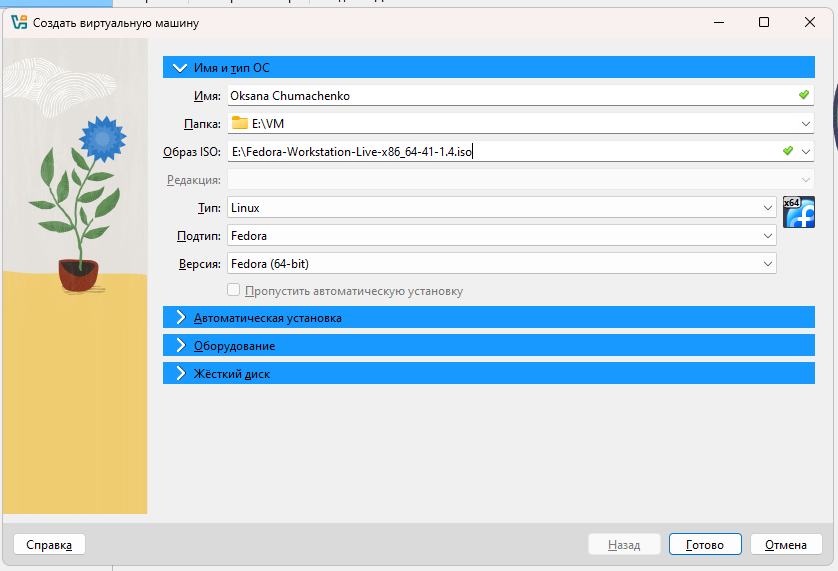 Создать виртуальную машину
Имя и тип ОС
Имя: Oksana Chumachenko
Папка: E:\VM
Образ ISO: E:\Fedora-Workstation-Live-x86_64-41-1.4.iso
Редакция:
x64
Тип: Linux
Подтип: Fedora
Версия: Fedora (64-bit)
Пропустить автоматическую установку
Автоматическая установка
Оборудование
Жёсткий диск
Справка Назад Готово Отмена